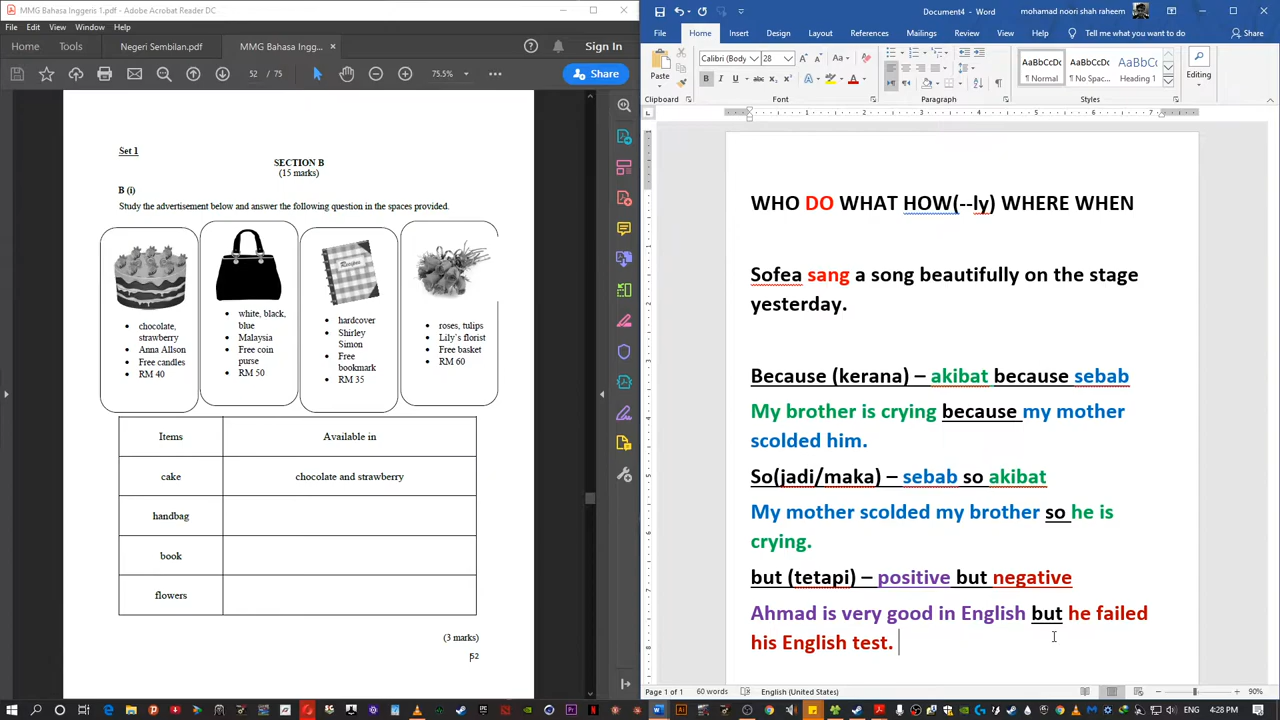 MMG Bahasa Inggeris 1.pdf - Adobe Acrobat Reader DC
File Edit View Window Help
Home Tools Negeri Sembilan.pdf MMG Bahasa Ingg... × Sign In
52 / 75 75.5% Share
Set 1
SECTION B
(15 marks)
B (i)
Study the advertisement below and answer the following question in the spaces provided.
• chocolate, strawberry
• Anna Allson
• Free candles
• RM 40
• white, black, blue
• Malaysia
• Free coin purse
• RM 50
Recipes
• hardcover
• Shirley Simon
• Free bookmark
• RM 35
• roses, tulips
• Lily's florist
• Free basket
• RM 60
Items Available in
cake chocolate and strawberry
handbag
book
flowers
(3 marks)
52
Document4 - Word mohamad noori shah raheem
File Home Insert Design Layout References Mailings Review View Help Tell me what you want to do Share
Paste Calibri (Body) 28 AaBbCcDc AaBbCcDc AaBbCc Editing
¶ Normal ¶ No Spac... Heading 1
Clipboard Font Paragraph Styles
WHO DO WHAT HOW(--ly) WHERE WHEN
Sofea sang a song beautifully on the stage
yesterday.
Because (kerana) – akibat because sebab
My brother is crying because my mother
scolded him.
So(jadi/maka) – sebab so akibat
My mother scolded my brother so he is
crying.
but (tetapi) – positive but negative
Ahmad is very good in English but he failed
his English test.
Page 1 of 1 60 words English (United States) 90%
4:28 PM